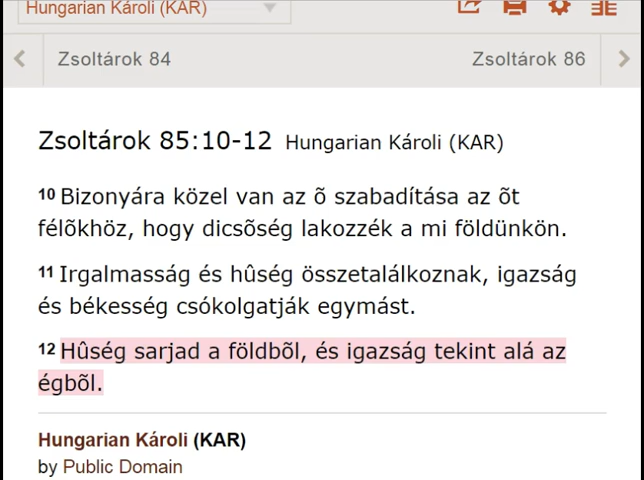 Hungarian Károli (KAR)
Zsoltárok 84
Zsoltárok 86
Zsoltárok 85:10-12 Hungarian Károli (KAR)
10 Bizonyára közel van az õ szabadítása az õt
félõkhöz, hogy dicsõség lakozzék a mi földünkön.
11 Irgalmasság és hûség összetalálkoznak, igazság
és békesség csókolgatják egymást.
12 Hûség sarjad a földbõl, és igazság tekint alá az
égbõl.
Hungarian Károli (KAR)
by Public Domain